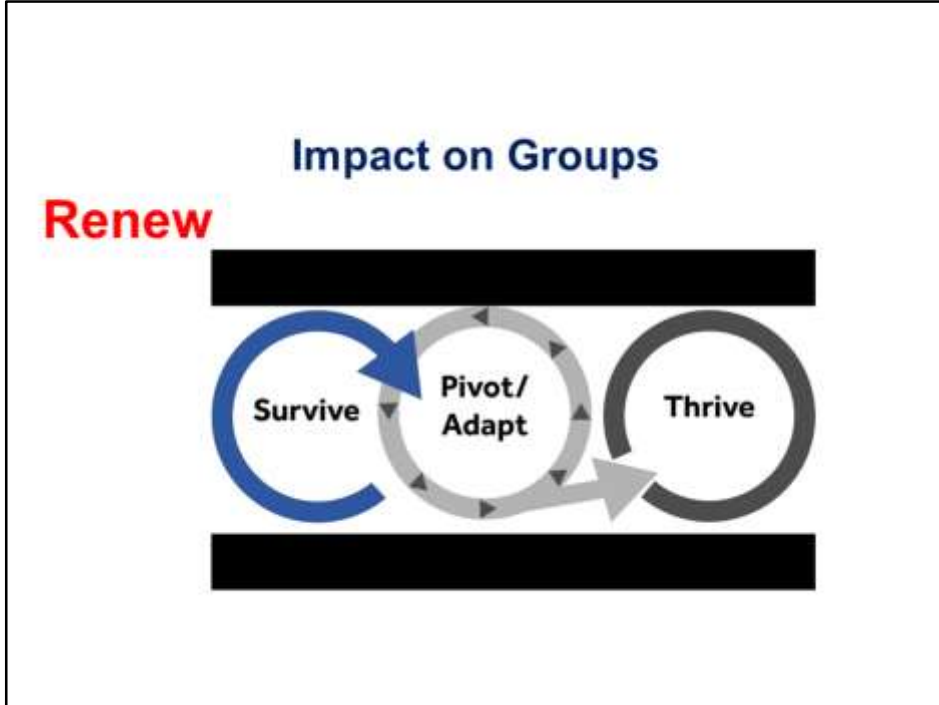 Impact on Groups
Renew
Survive
Pivot/
Adapt
Thrive